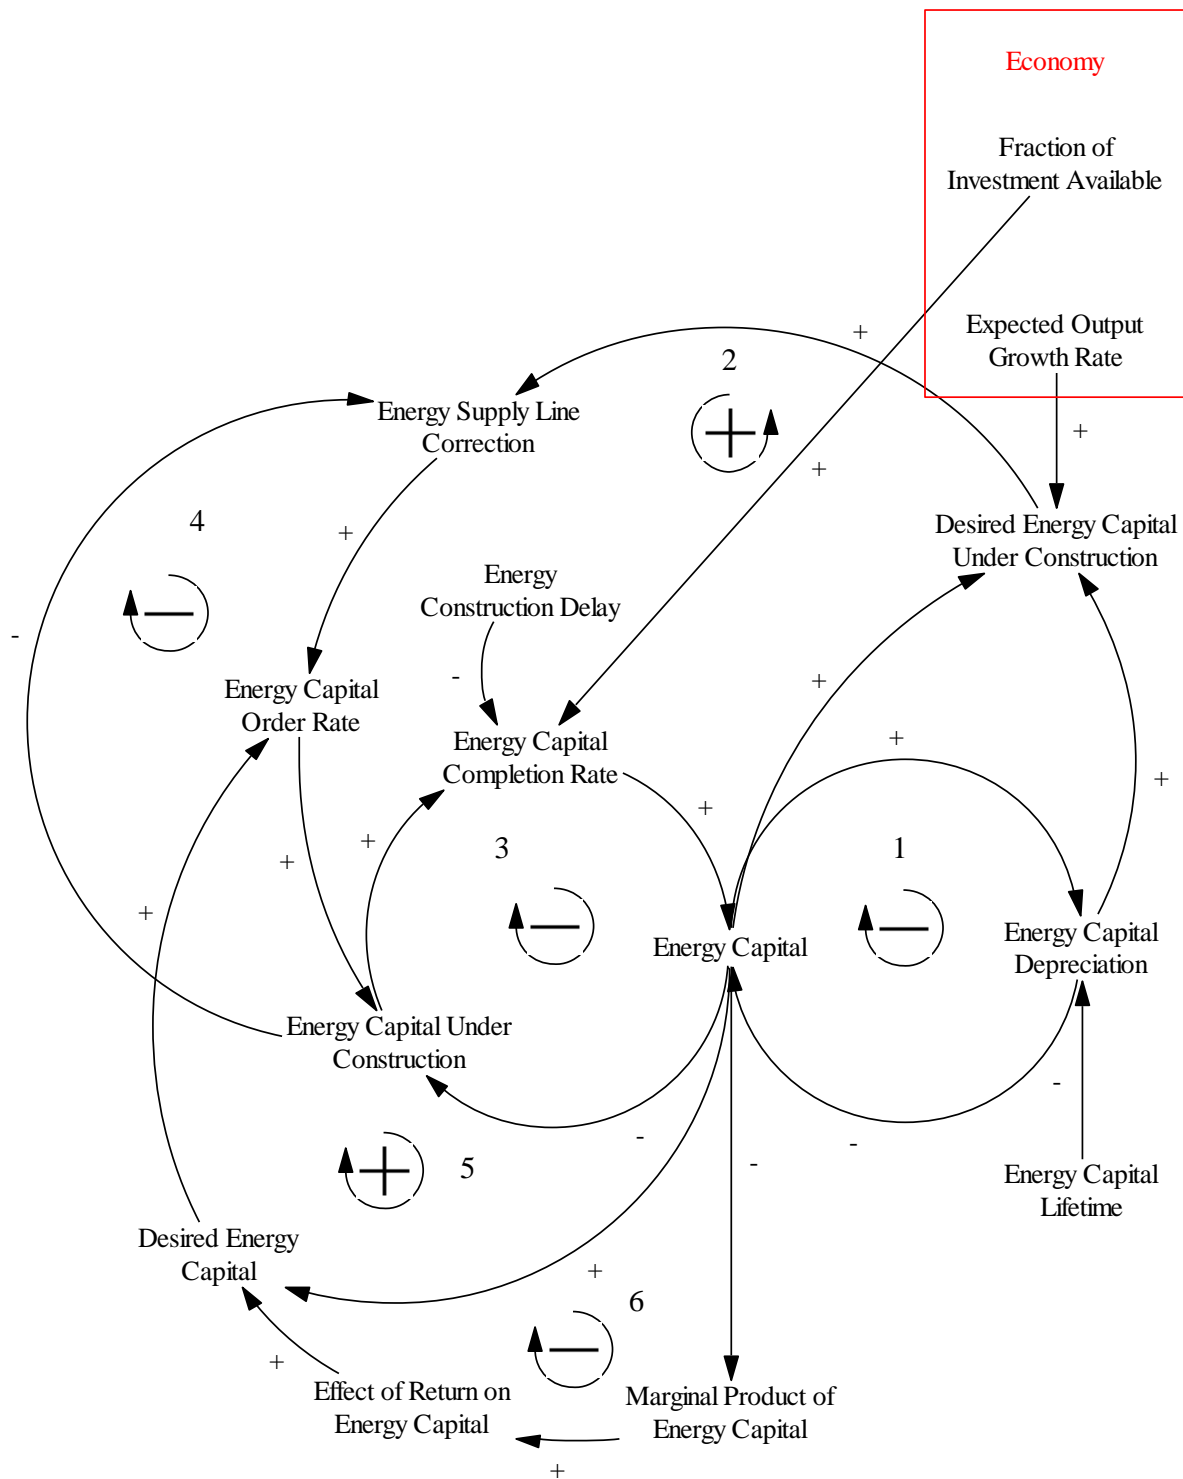 Economy
Fraction of
Investment Available
Expected Output
Growth Rate
+
2
+
+
Energy Supply Line
Correction
+
4
+
Desired Energy Capital
Under Construction
Energy
Construction Delay
-
-
+
Energy Capital
Order Rate
Energy Capital
Completion Rate
+
+
+
+
+
3
1
+
Energy Capital
Energy Capital
Depreciation
Energy Capital Under
Construction
-
-
-
-
5
Energy Capital
Lifetime
Desired Energy
Capital
+
6
+
Effect of Return on
Energy Capital
Marginal Product of
Energy Capital
+